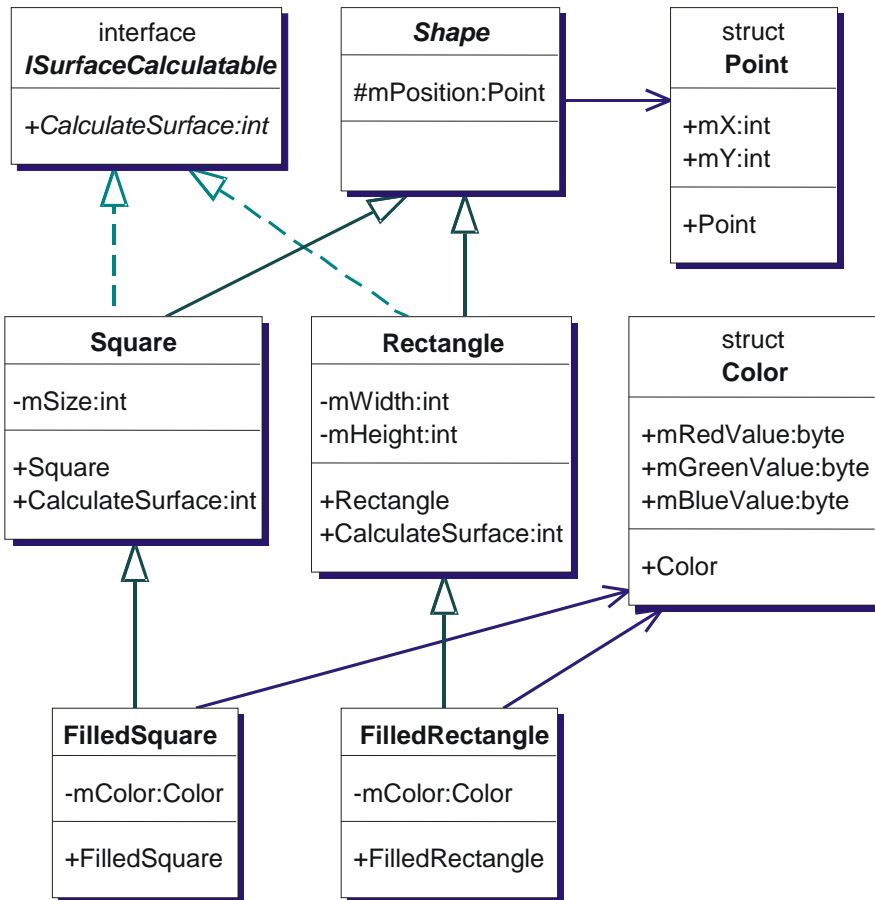 interface
ISurfaceCalculatable
+CalculateSurface:int
Shape
#mPosition:Point
struct
Point
+mX:int
+mY:int
+Point
Square
-mSize:int
+Square
+CalculateSurface:int
Rectangle
-mWidth:int
-mHeight:int
+Rectangle
+CalculateSurface:int
struct
Color
+mRedValue:byte
+mGreenValue:byte
+mBlueValue:byte
+Color
FilledSquare
-mColor:Color
+FilledSquare
FilledRectangle
-mColor:Color
+FilledRectangle